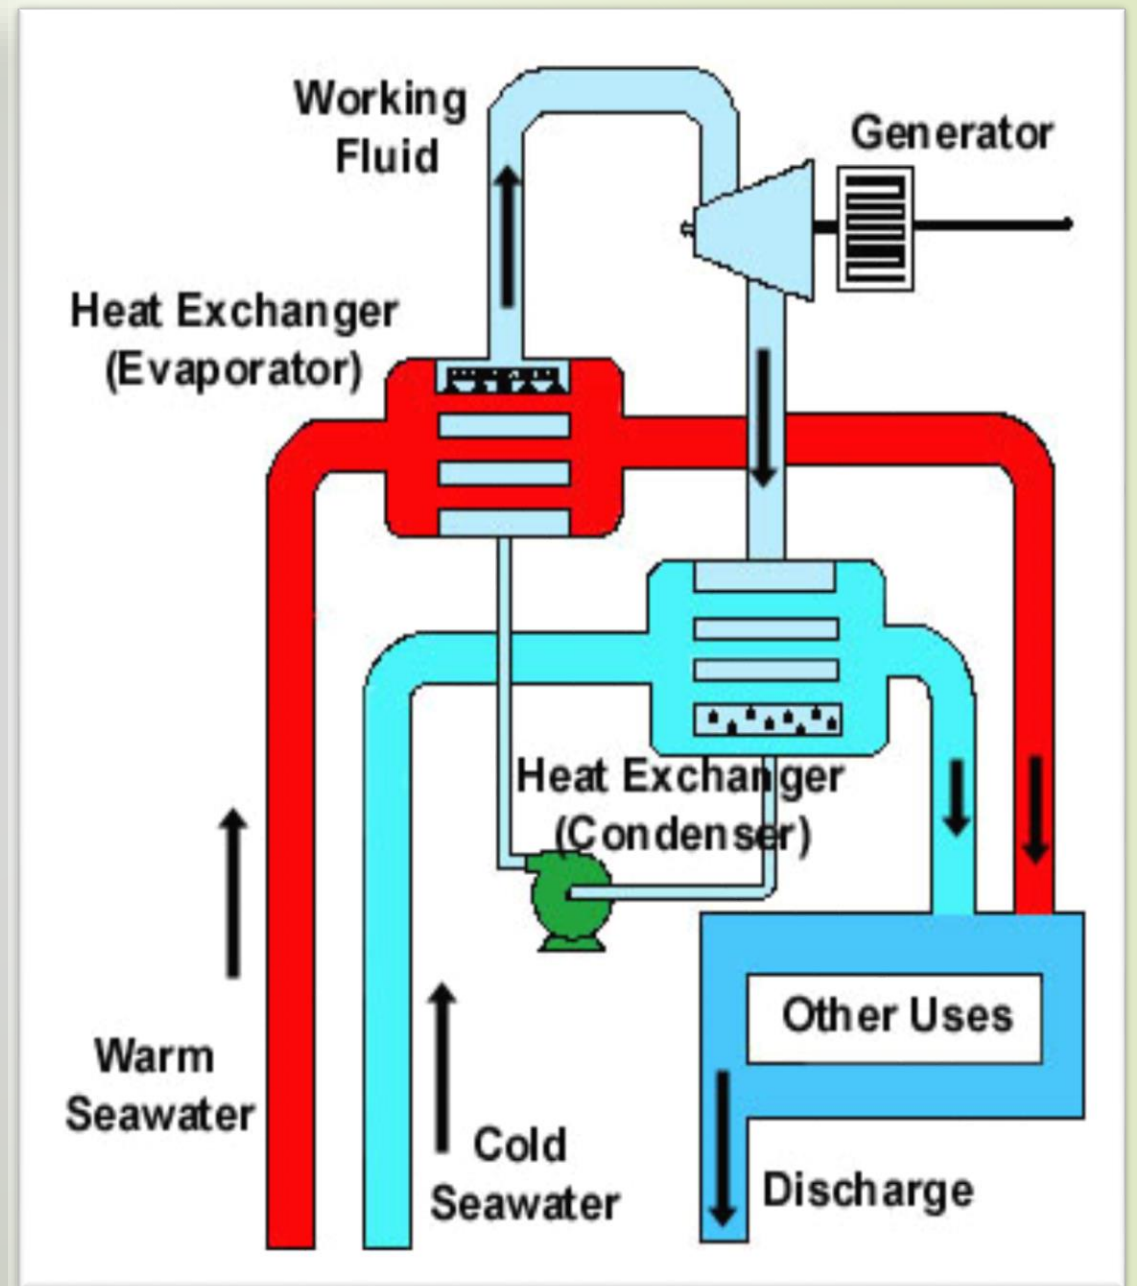 Working
Fluid
Generator
Heat Exchanger
(Evaporator)
Heat Exchanger
(Condenser)
Other Uses
Warm
Seawater
Cold
Seawater
Discharge